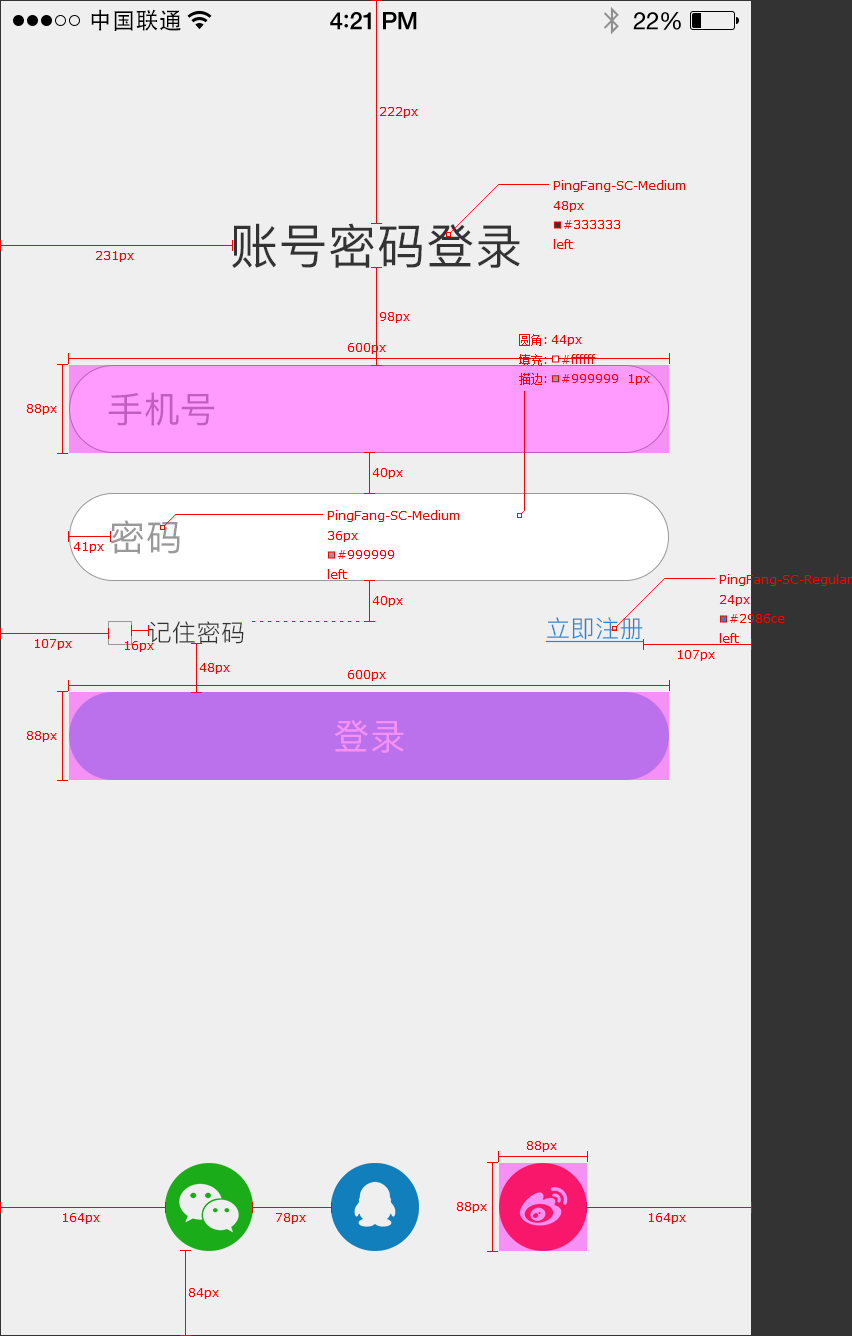 中国联通 4:21 PM 22%
222px
PingFang-SC-Medium
48px
#333333
left
账号密码登录
231px
98px
圆角: 44px
600px
填充: #ffffff
描边: #999999 1px
88px
手机号
40px
PingFang-SC-Medium
36px
#999999
left
密码
41px
PingFang-SC-Regular
24px
#2986ce
left
40px
记住密码
立即注册
107px
16px
107px
48px
600px
88px
登录
88px
88px
164px
78px
164px
84px